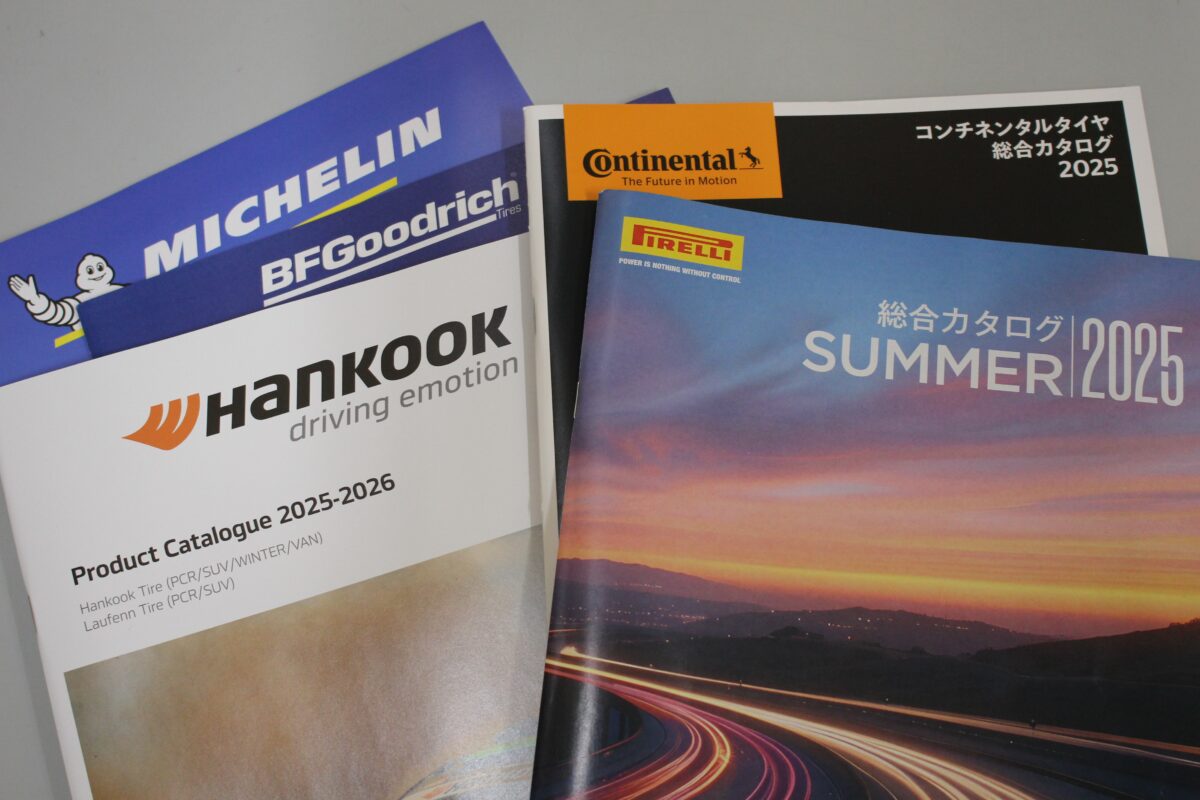 MICHELIN
BFGoodrich®
Tires
HANKOOK
driving emotion
Product Catalogue 2025-2026
Hankook Tire (PCR/SUV/WINTER/VAN)
Laufenn Tire (PCR/SUV)
Continental
The Future in Motion
コンチネンタルタイヤ
総合カタログ
2025
PIRELLI
POWER IS NOTHING WITHOUT CONTROL
総合カタログ
SUMMER 2025